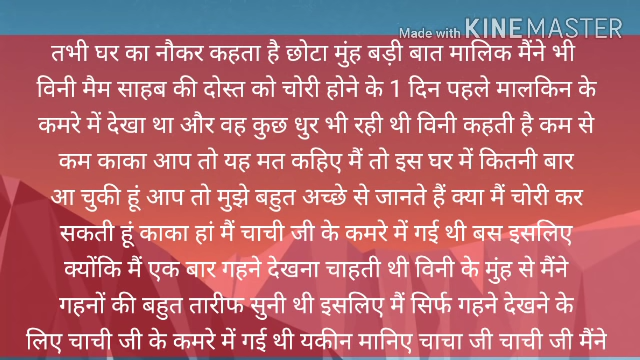 Made with KINEMASTER
तभी घर का नौकर कहता है छोटा मुंह बड़ी बात मालिक मैंने भी
विनी मैम साहब की दोस्त को चोरी होने के 1 दिन पहले मालकिन के
कमरे में देखा था और वह कुछ धुर भी रही थी विनी कहती है कम से
कम काका आप तो यह मत कहिए मैं तो इस घर में कितनी बार
आ चुकी हूं आप तो मुझे बहुत अच्छे से जानते हैं क्या मैं चोरी कर
सकती हूं काका हां मैं चाची जी के कमरे में गई थी बस इसलिए
क्योंकि मैं एक बार गहने देखना चाहती थी विनी के मुंह से मैंने
गहनों की बहुत तारीफ सुनी थी इसलिए मैं सिर्फ गहने देखने के
लिए चाची जी के कमरे में गई थी यकीन मानिए चाचा जी चाची जी मैंने